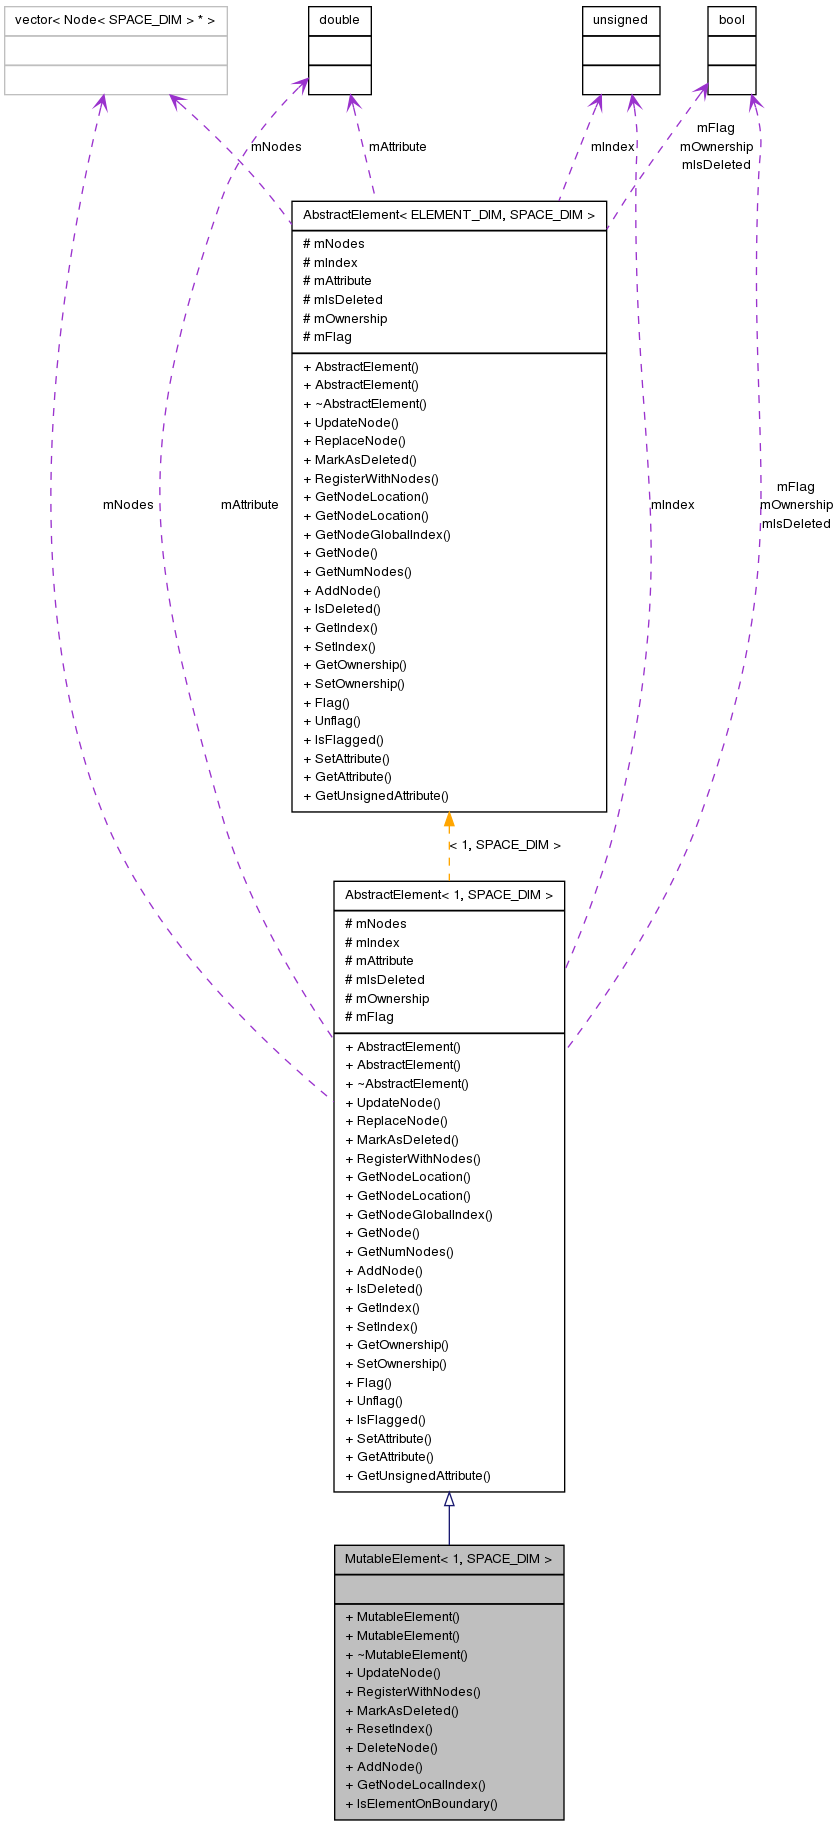 vector< Node< SPACE_DIM > * >
double
unsigned
bool
mNodes
mAttribute
mIndex
mFlag
mOwnership
mIsDeleted
AbstractElement< ELEMENT_DIM, SPACE_DIM >
# mNodes
# mIndex
# mAttribute
# mIsDeleted
# mOwnership
# mFlag
+ AbstractElement()
+ AbstractElement()
+ ~AbstractElement()
+ UpdateNode()
+ ReplaceNode()
+ MarkAsDeleted()
+ RegisterWithNodes()
+ GetNodeLocation()
+ GetNodeLocation()
+ GetNodeGlobalIndex()
+ GetNode()
+ GetNumNodes()
+ AddNode()
+ IsDeleted()
+ GetIndex()
+ SetIndex()
+ GetOwnership()
+ SetOwnership()
+ Flag()
+ Unflag()
+ IsFlagged()
+ SetAttribute()
+ GetAttribute()
+ GetUnsignedAttribute()
mNodes
mAttribute
mIndex
mFlag
mOwnership
mIsDeleted
< 1, SPACE_DIM >
AbstractElement< 1, SPACE_DIM >
# mNodes
# mIndex
# mAttribute
# mIsDeleted
# mOwnership
# mFlag
+ AbstractElement()
+ AbstractElement()
+ ~AbstractElement()
+ UpdateNode()
+ ReplaceNode()
+ MarkAsDeleted()
+ RegisterWithNodes()
+ GetNodeLocation()
+ GetNodeLocation()
+ GetNodeGlobalIndex()
+ GetNode()
+ GetNumNodes()
+ AddNode()
+ IsDeleted()
+ GetIndex()
+ SetIndex()
+ GetOwnership()
+ SetOwnership()
+ Flag()
+ Unflag()
+ IsFlagged()
+ SetAttribute()
+ GetAttribute()
+ GetUnsignedAttribute()
MutableElement< 1, SPACE_DIM >
+ MutableElement()
+ MutableElement()
+ ~MutableElement()
+ UpdateNode()
+ RegisterWithNodes()
+ MarkAsDeleted()
+ ResetIndex()
+ DeleteNode()
+ AddNode()
+ GetNodeLocalIndex()
+ IsElementOnBoundary()